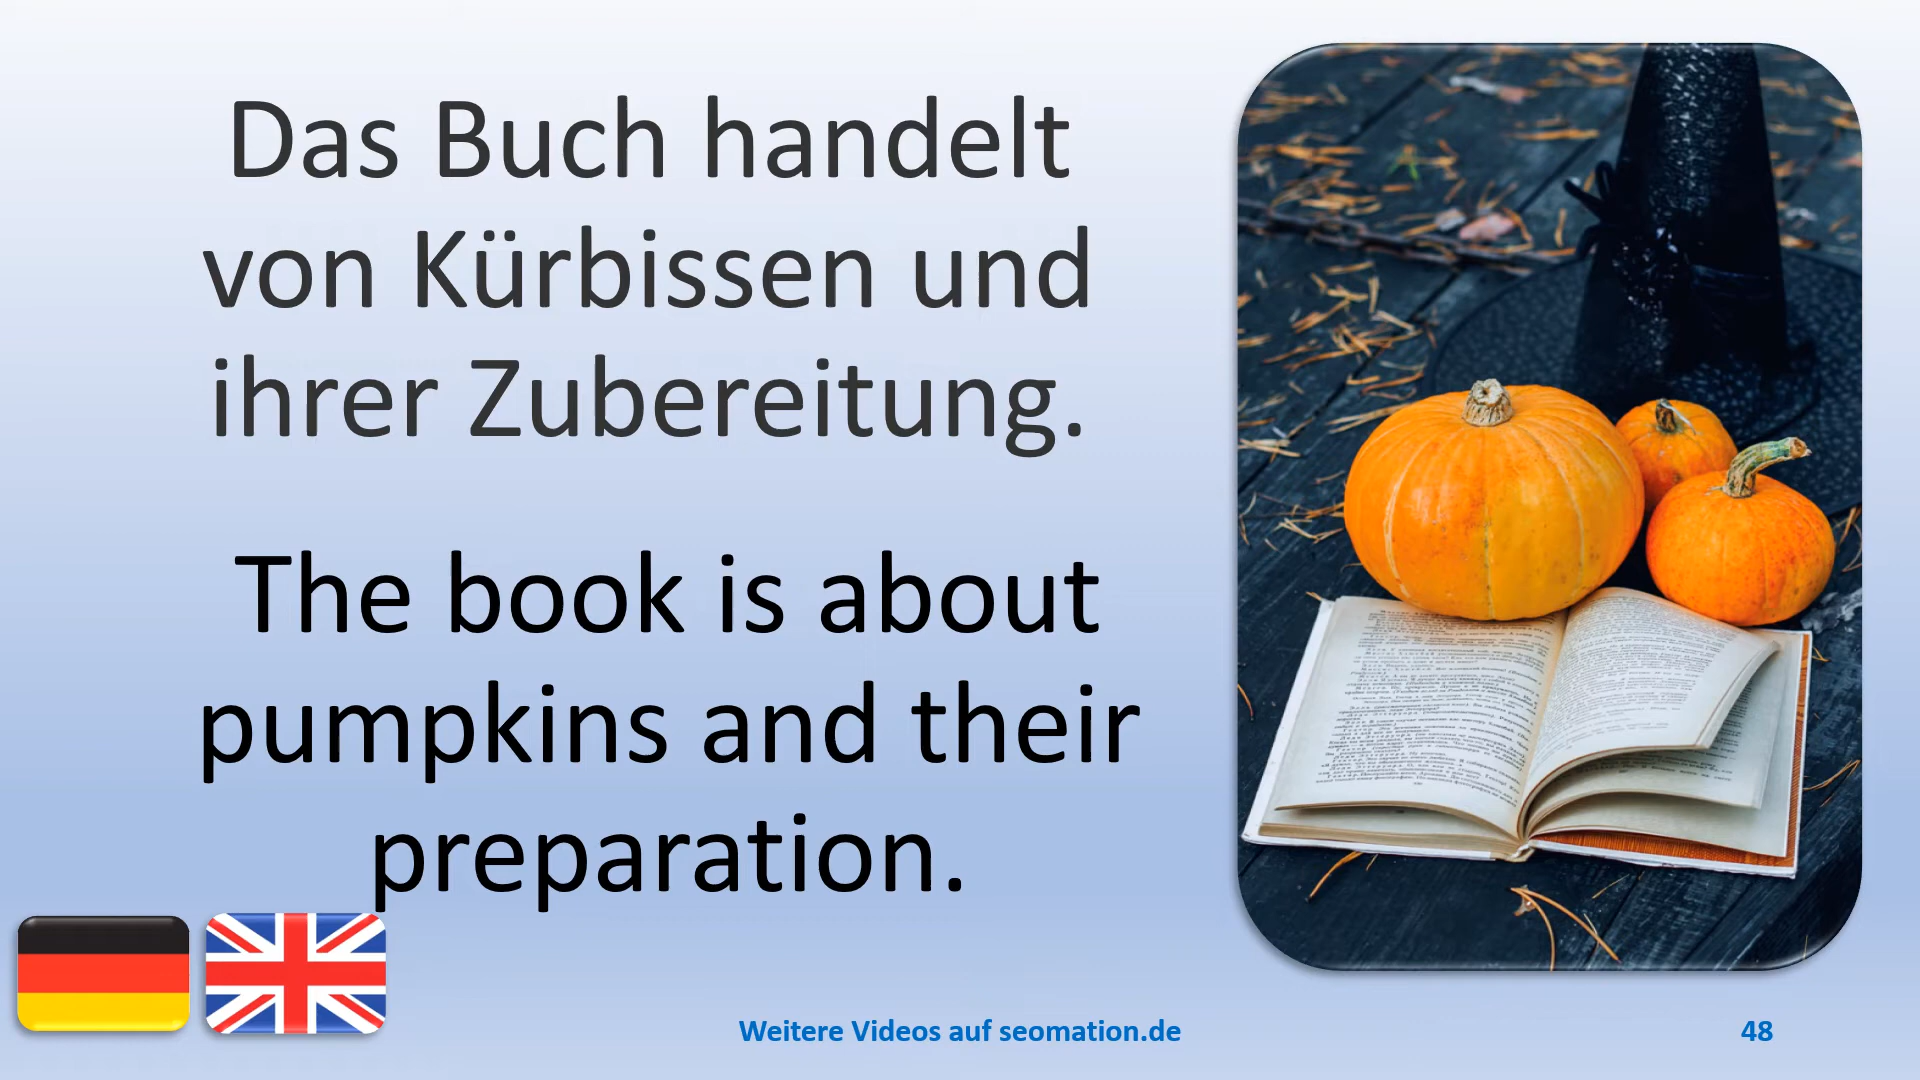 Das Buch handelt
von Kürbissen und
ihrer Zubereitung.
The book is about
pumpkins and their
preparation.
Weitere Videos auf seomation.de
48